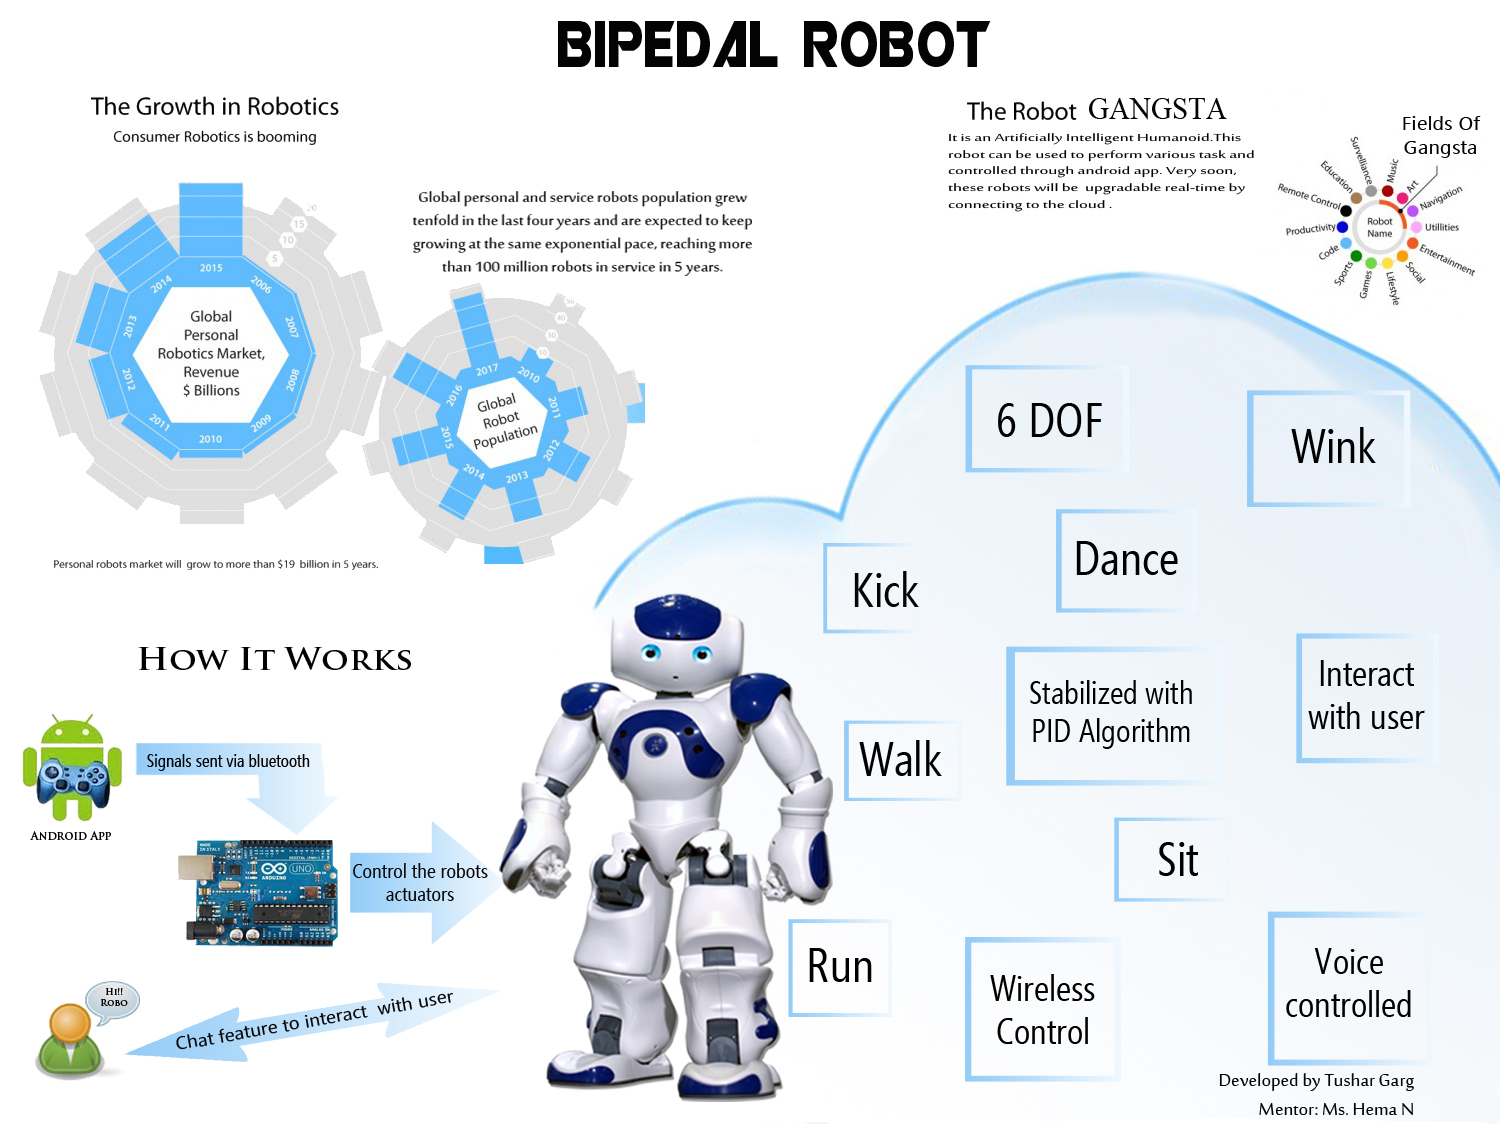 BIPEDAL ROBOT
The Growth in Robotics
Consumer Robotics is booming
20
15
10
5
2015
2006
2007
2008
2009
2010
2011
2012
2013
2014
Global
Personal
Robotics Market,
Revenue
$ Billions
Personal robots market will grow to more than $19 billion in 5 years.
Global personal and service robots population grew
tenfold in the last four years and are expected to keep
growing at the same exponential pace, reaching more
than 100 million robots in service in 5 years.
10
2017
2010
2011
2012
2013
2014
2015
2016
Global
Robot
Population
The Robot GANGSTA
It is an Artificially Intelligent Humanoid.This
robot can be used to perform various task and
controlled through android app. Very soon,
these robots will be upgradable real-time by
connecting to the cloud .
Fields Of
Gangsta
Robot
Name
Music
Art
Navigation
Utillities
Entertainment
Social
Lifestyle
Games
Sports
Code
Productivity
Remote Control
Education
Survelliance
6 DOF
Wink
Dance
Kick
Stabilized with
PID Algorithm
Interact
with user
Walk
Sit
Run
Wireless
Control
Voice
controlled
How It Works
Android App
Signals sent via bluetooth
MADE
IN ITALY
ARDUINO
UNO
Control the robots
actuators
Hi!!
Robo
Chat feature to interact with user
Developed by Tushar Garg
Mentor: Ms. Hema N